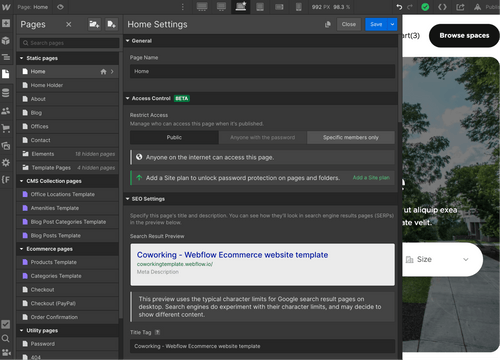 Page: Home
992 PX 98.3 %
Publ
Pages
Search pages
Static pages
Home
Home Holder
About
Blog
Offices
Contact
Elements 18 hidden pages
Template Pages 4 hidden pages
CMS Collection pages
Office Locations Template
Amenities Template
Blog Post Categories Template
Blog Posts Template
Ecommerce pages
Products Template
Categories Template
Checkout
Checkout (PayPal)
Order Confirmation
Utility pages
Password
404
Home Settings
Close
Save
General
Page Name
Home
Access Control BETA
Restrict Access
Manage who can access this page when it's published.
Public
Anyone with the password
Specific members only
Anyone on the internet can access this page.
Add a Site plan to unlock password protection on pages and folders.
Add a Site plan
SEO Settings
Specify this page's title and description. You can see how they'll look in search engine results pages (SERPs)
in the preview below.
Search Result Preview
Coworking - Webflow Ecommerce website template
coworkingtemplate.webflow.io/
Meta Description
This preview uses the typical character limits for Google search result pages on
desktop. Search engines do experiment with their character limits, and may decide to
show different content.
Title Tag ?
Coworking - Webflow Ecommerce website template
art(3)
Browse spaces
e
ut aliquip exea
ate velit.
Size